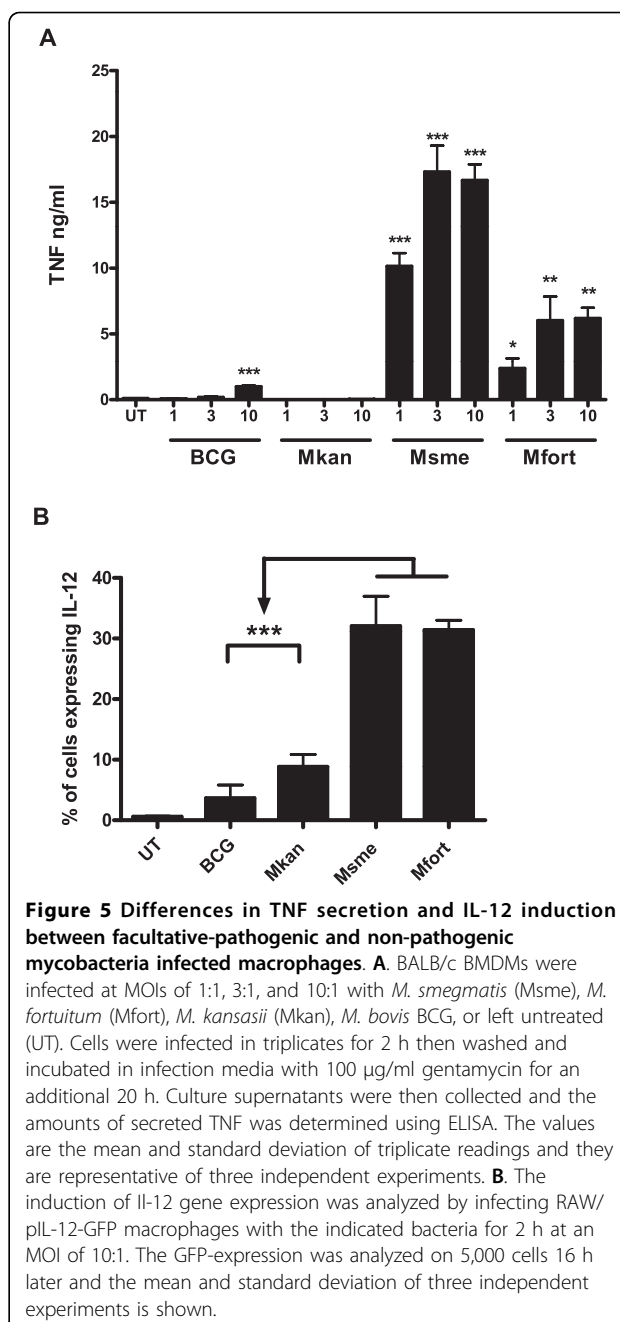 A
25
20
15
10
5
0
TNF ng/ml
***
***
***
***
*
**
**
UT 1 3 10 1 3 10 1 3 10 1 3 10
BCG Mkan Msme Mfort
B
40
30
20
10
0
% of cells expressing IL-12
***
UT BCG Mkan Msme Mfort
Figure 5 Differences in TNF secretion and IL-12 induction
between facultative-pathogenic and non-pathogenic
mycobacteria infected macrophages. A. BALB/c BMDMs were
infected at MOIs of 1:1, 3:1, and 10:1 with M. smegmatis (Msme), M.
fortuitum (Mfort), M. kansasii (Mkan), M. bovis BCG, or left untreated
(UT). Cells were infected in triplicates for 2 h then washed and
incubated in infection media with 100 μg/ml gentamycin for an
additional 20 h. Culture supernatants were then collected and the
amounts of secreted TNF was determined using ELISA. The values
are the mean and standard deviation of triplicate readings and they
are representative of three independent experiments. B. The
induction of Il-12 gene expression was analyzed by infecting RAW/
pIL-12-GFP macrophages with the indicated bacteria for 2 h at an
MOI of 10:1. The GFP-expression was analyzed on 5,000 cells 16 h
later and the mean and standard deviation of three independent
experiments is shown.